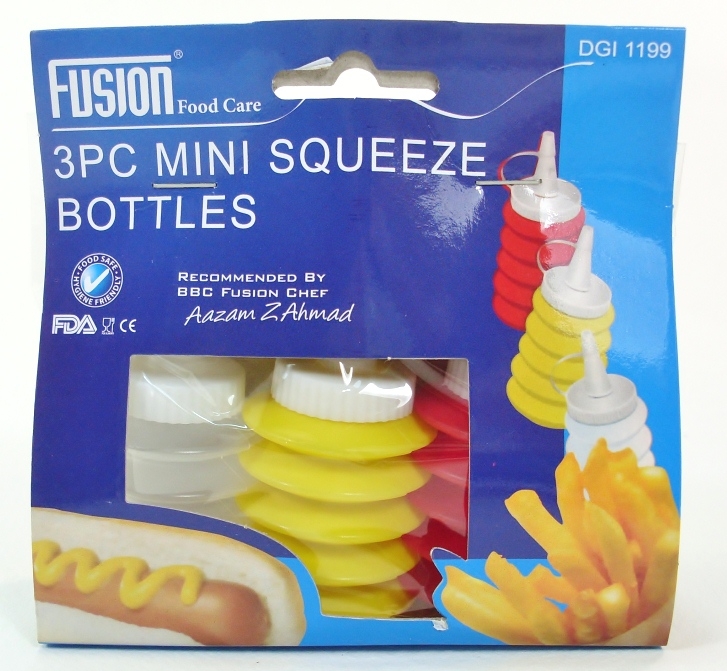 DGI 1199
FUSION®
Food Care
3PC MINI SQUEEZE
BOTTLES
FOOD SAFE
HYGIENE FRIENDLY
RECOMMENDED BY
BBC FUSION CHEF
Aazam Z Ahmad
FDA CE